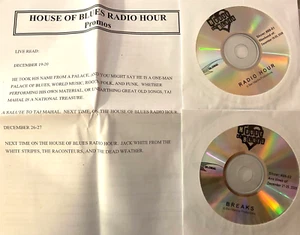 HOUSE OF BLUES RADIO HOUR
Promos
LIVE READ:
DECEMBER 19-20
HE TOOK HIS NAME FROM A PALACE, AND YOU MIGHT SAY HE IS A ONE MAN
PALACE OF BLUES, WORLD MUSIC, ROOTS, FOLK, AND FUNK. WHETHER
PERFORMING HIS OWN MATERIAL, OR UNEARTHING GREAT OLD SONGS, TAJ
MAHAL IS A NATIONAL TREASURE.
A SALUTE TO TAJ MAHAL. NEXT TIME, ON THE HOUSE OF BLUES RADIO HOUR
DECEMBER 26-27
NEXT TIME ON THE HOUSE OF BLUES RADIO HOUR. JACK WHITE FROM THE
WHITE STRIPES, THE RACONTEURS, AND THE DEAD WEATHER.
RADIO HOUR
BREAKS